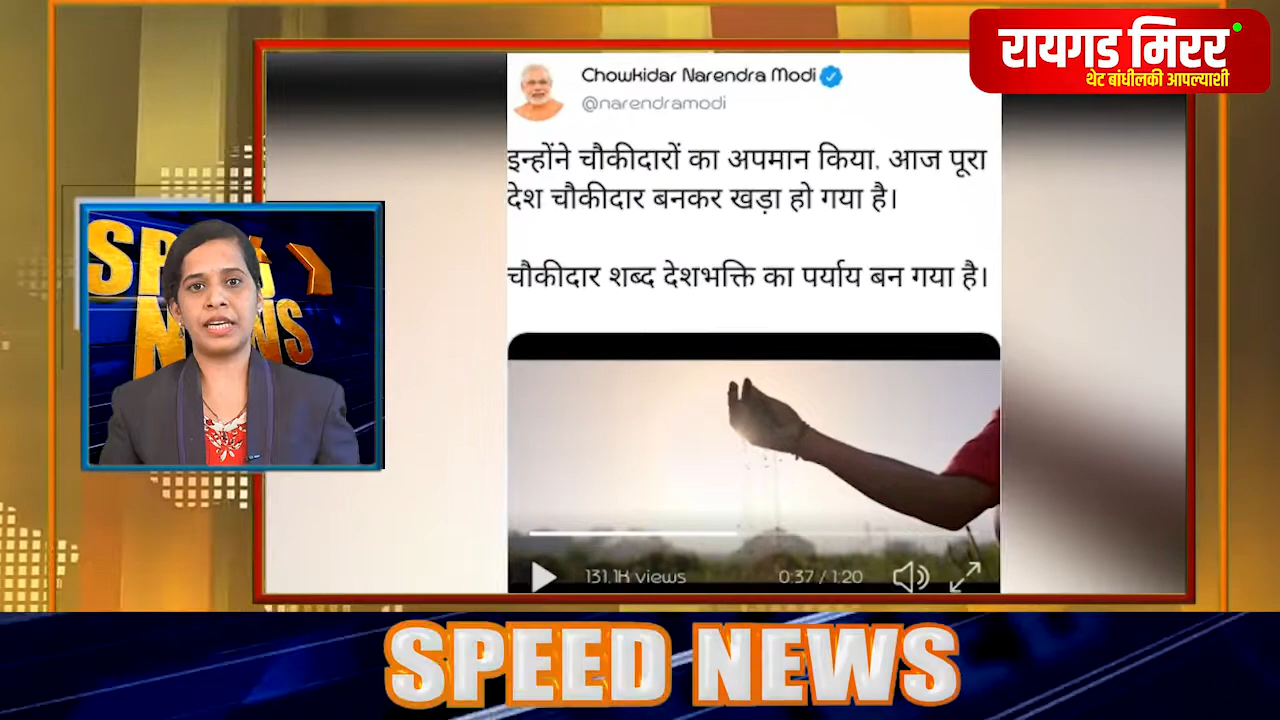 रायगड मिरर
थेट बांधीलकी आपल्याशी
Chowkidar Narendra Modi
@narendramodi
इन्होंने चौकीदारों का अपमान किया, आज पूरा
देश चौकीदार बनकर खड़ा हो गया है।
चौकीदार शब्द देशभक्ति का पर्याय बन गया है।
NEWS
131.1K views
0:37 / 1:20
SPEED NEWS